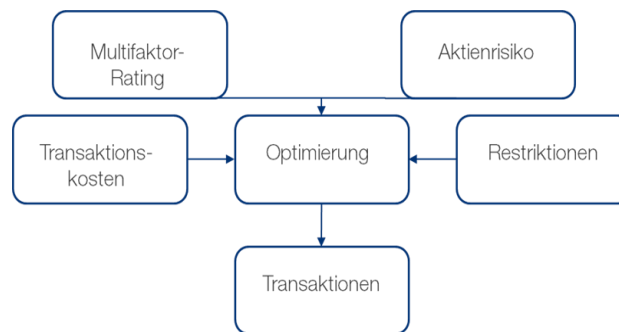 Multifaktor-
Rating
Aktienrisiko
Transaktions-
kosten
Optimierung
Restriktionen
Transaktionen